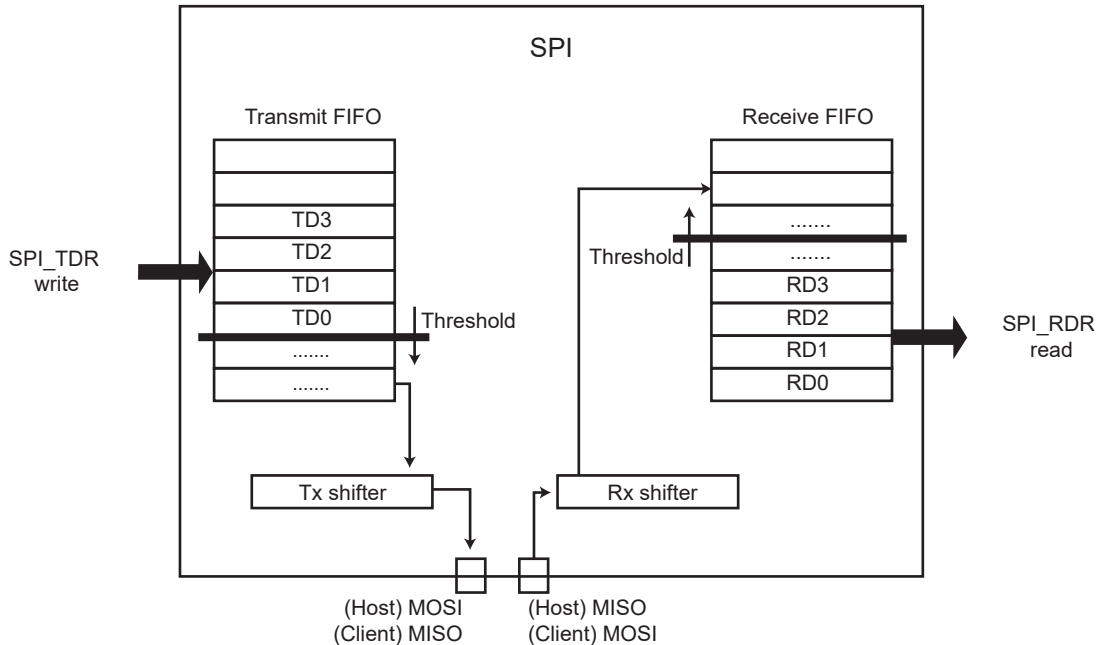 SPI
Transmit FIFO
Receive FIFO
TD3
TD2
TD1
TD0
.......
.......
Threshold
SPI_TDR
write
.......
.......
RD3
RD2
RD1
RD0
Threshold
SPI_RDR
read
Tx shifter
Rx shifter
(Host) MOSI
(Client) MISO
(Host) MISO
(Client) MOSI